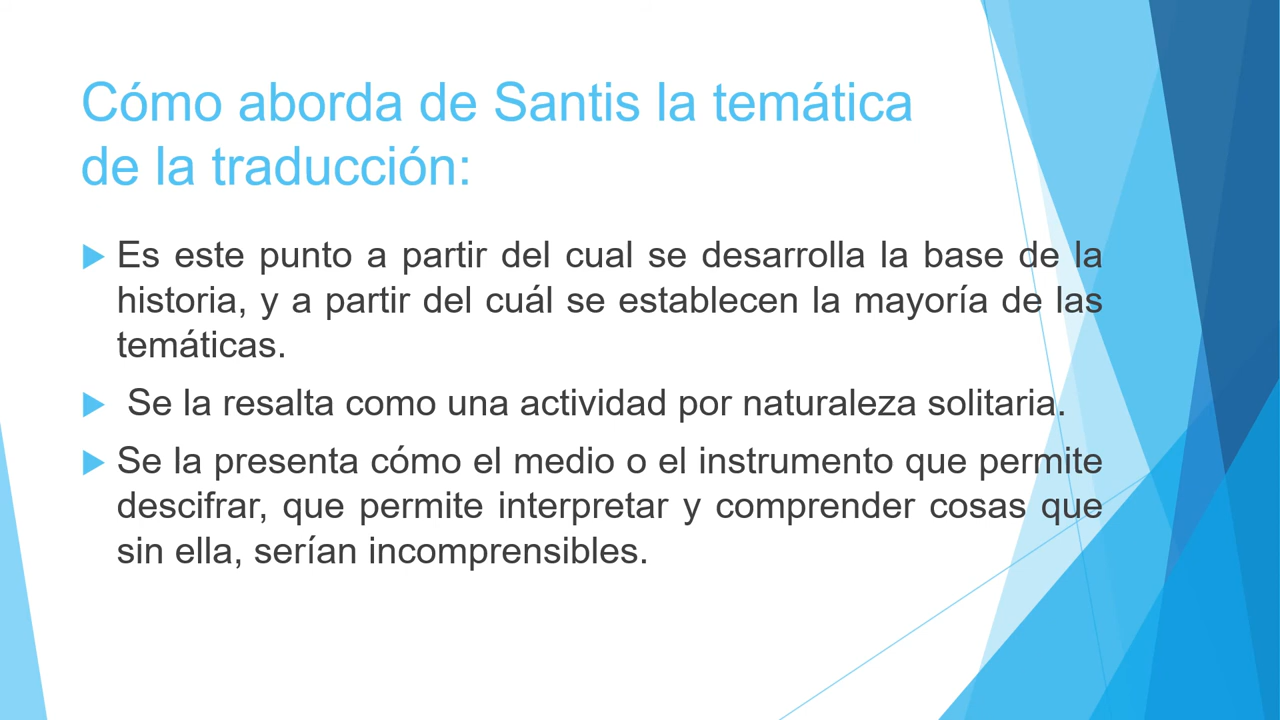 Cómo aborda de Santis la temática
de la traducción:
Es este punto a partir del cual se desarrolla la base de la
historia, y a partir del cuál se establecen la mayoría de las
temáticas.
Se la resalta como una actividad por naturaleza solitaria.
Se la presenta cómo el medio o el instrumento que permite
descifrar, que permite interpretar y comprender cosas que
sin ella, serían incomprensibles.